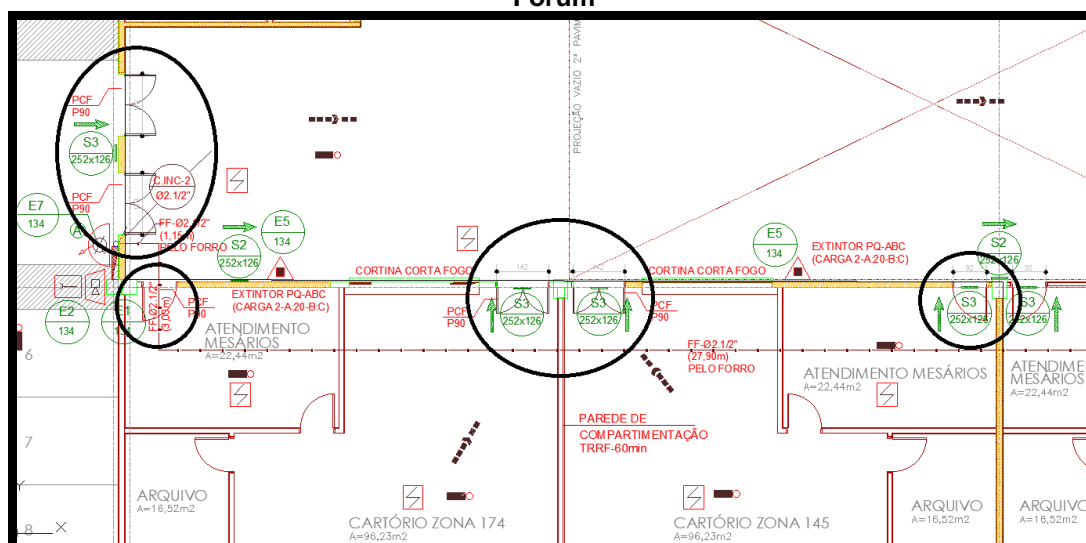 Fórum
PROJEÇÃO VAZIO 2º PAVIM
PCF
P90
S3
252x126
C.INC-2
Ø2.1/2"
PCF
P90
E7
134
A
FF-Ø2.1/2"
(1,15m)
PELO FORRO
S2
252x126
E5
134
E5
134
EXTINTOR PQ-ABC
(CARGA 2-A:20-B:C)
S2
252x126
CORTINA CORTA FOGO
142
142
CORTINA CORTA FOGO
92
92
E2
134
FF-Ø2.1/2"
PCF
P90
EXTINTOR PQ-ABC
(CARGA 2-A:20-B:C)
PCF
P90
S3
252x126
S3
252x126
PCF
P90
S3
252x126
S3
252x126
ATENDIMENTO
MESÁRIOS
A=22,44m2
FF-Ø2.1/2"
(27,90m)
PELO FORRO
ATENDIMENTO MESÁRIOS
A=22,44m2
ATENDIME
MESÁRIOS
A=22,44m2
6
PAREDE DE
COMPARTIMENTAÇÃO
TRRF-60min
7
ARQUIVO
A=16,52m2
CARTÓRIO ZONA 174
A=96,23m2
CARTÓRIO ZONA 145
A=96,23m2
ARQUIVO
A=16,52m2
ARQUIVO
A=16,52m2
Y
8
X